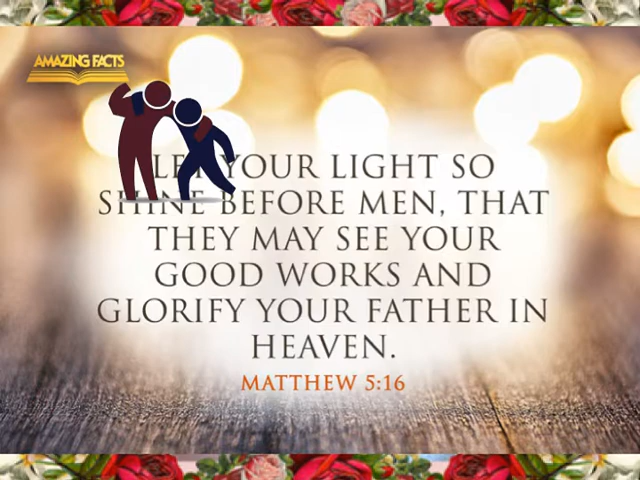 AMAZING FACTS
LET YOUR LIGHT SO
SHINE BEFORE MEN, THAT
THEY MAY SEE YOUR
GOOD WORKS AND
GLORIFY YOUR FATHER IN
HEAVEN.
MATTHEW 5:16